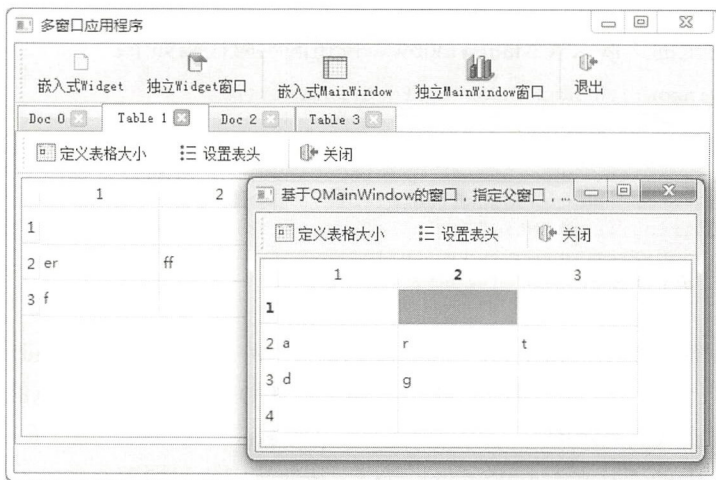 多窗口应用程序
嵌入式Widget 独立Widget窗口 嵌入式MainWindow 独立MainWindow窗口 退出
Doc 0 Table 1 Doc 2 Table 3
定义表格大小 设置表头 关闭
1 2
1
2 er ff
3 f
基于QMainWindow的窗口，指定父窗口，...
定义表格大小 设置表头 关闭
1 2 3
1
2 a r t
3 d g
4